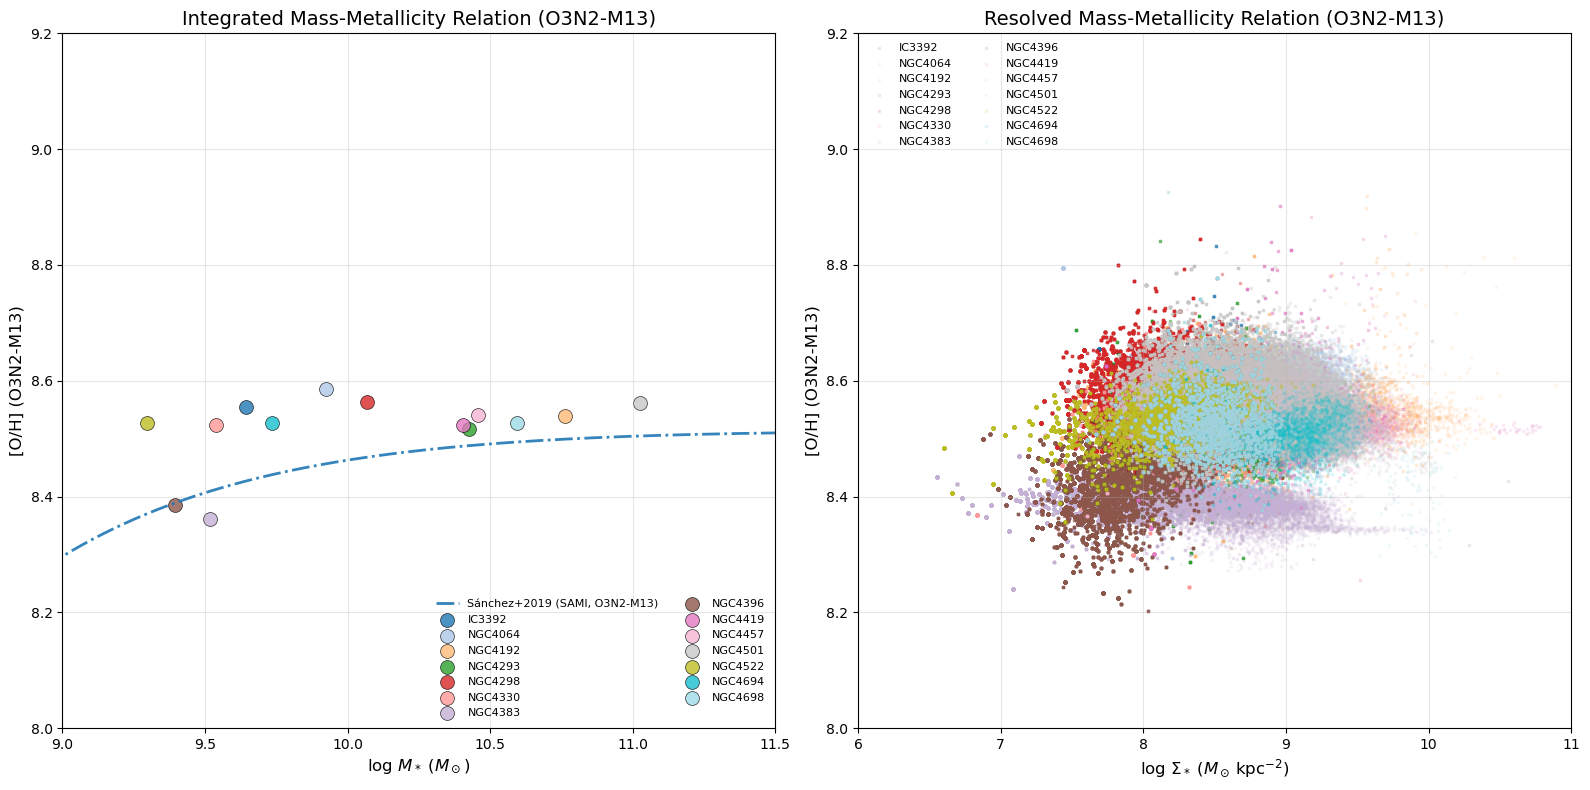 Integrated Mass-Metallicity Relation (O3N2-M13)
[O/H] (O3N2-M13)
9.2
9.0
8.8
8.6
8.4
8.2
8.0
Sánchez+2019 (SAMI, O3N2-M13)
IC3392
NGC4064
NGC4192
NGC4293
NGC4298
NGC4330
NGC4383
NGC4396
NGC4419
NGC4457
NGC4501
NGC4522
NGC4694
NGC4698
9.0 9.5 10.0 10.5 11.0 11.5
log M* (M⊙)
Resolved Mass-Metallicity Relation (O3N2-M13)
[O/H] (O3N2-M13)
9.2
9.0
8.8
8.6
8.4
8.2
8.0
IC3392
NGC4064
NGC4192
NGC4293
NGC4298
NGC4330
NGC4383
NGC4396
NGC4419
NGC4457
NGC4501
NGC4522
NGC4694
NGC4698
6 7 8 9 10 11
log Σ* (M⊙ kpc⁻²)